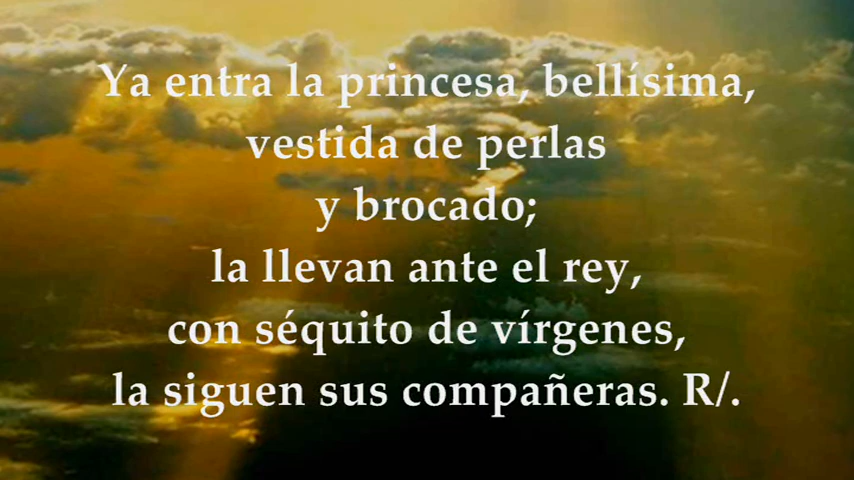 Ya entra la princesa, bellísima,
vestida de perlas
y brocado;
la llevan ante el rey,
con séquito de vírgenes,
la siguen sus compañeras. R/.